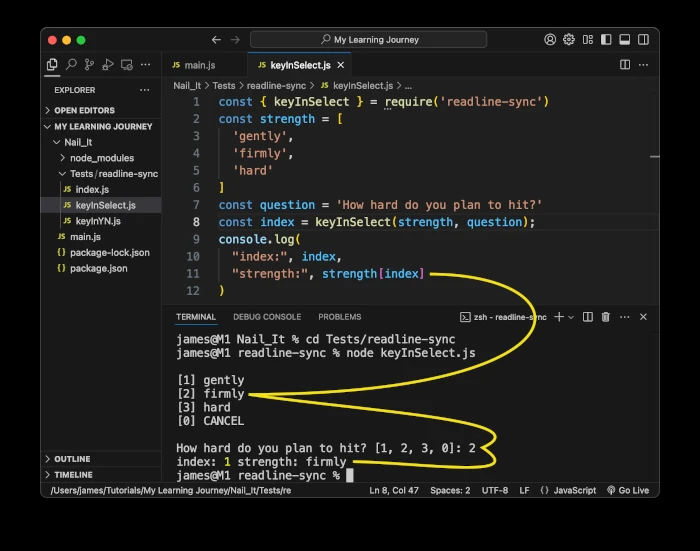 My Learning Journey
JS main.js
JS keyInSelect.js
EXPLORER
OPEN EDITORS
MY LEARNING JOURNEY
Nail_It
node_modules
Tests/readline-sync
JS index.js
JS keyInSelect.js
JS keyInYN.js
JS main.js
{} package-lock.json
{} package.json
OUTLINE
TIMELINE
Nail_It > Tests > readline-sync > JS keyInSelect.js > ...
1 const { keyInSelect } = require('readline-sync')
2 const strength = [
3 'gently',
4 'firmly',
5 'hard'
6 ]
7 const question = 'How hard do you plan to hit?'
8 const index = keyInSelect(strength, question);
9 console.log(
10 "index:", index,
11 "strength:", strength[index]
12 )
TERMINAL DEBUG CONSOLE PROBLEMS
zsh - readline-sync
james@M1 Nail_It % cd Tests/readline-sync
james@M1 readline-sync % node keyInSelect.js
[1] gently
[2] firmly
[3] hard
[0] CANCEL
How hard do you plan to hit? [1, 2, 3, 0]: 2
index: 1 strength: firmly
james@M1 readline-sync %
/Users/james/Tutorials/My Learning Journey/Nail_It/Tests/re
Ln 8, Col 47 Spaces: 2 UTF-8 LF {} JavaScript Go Live